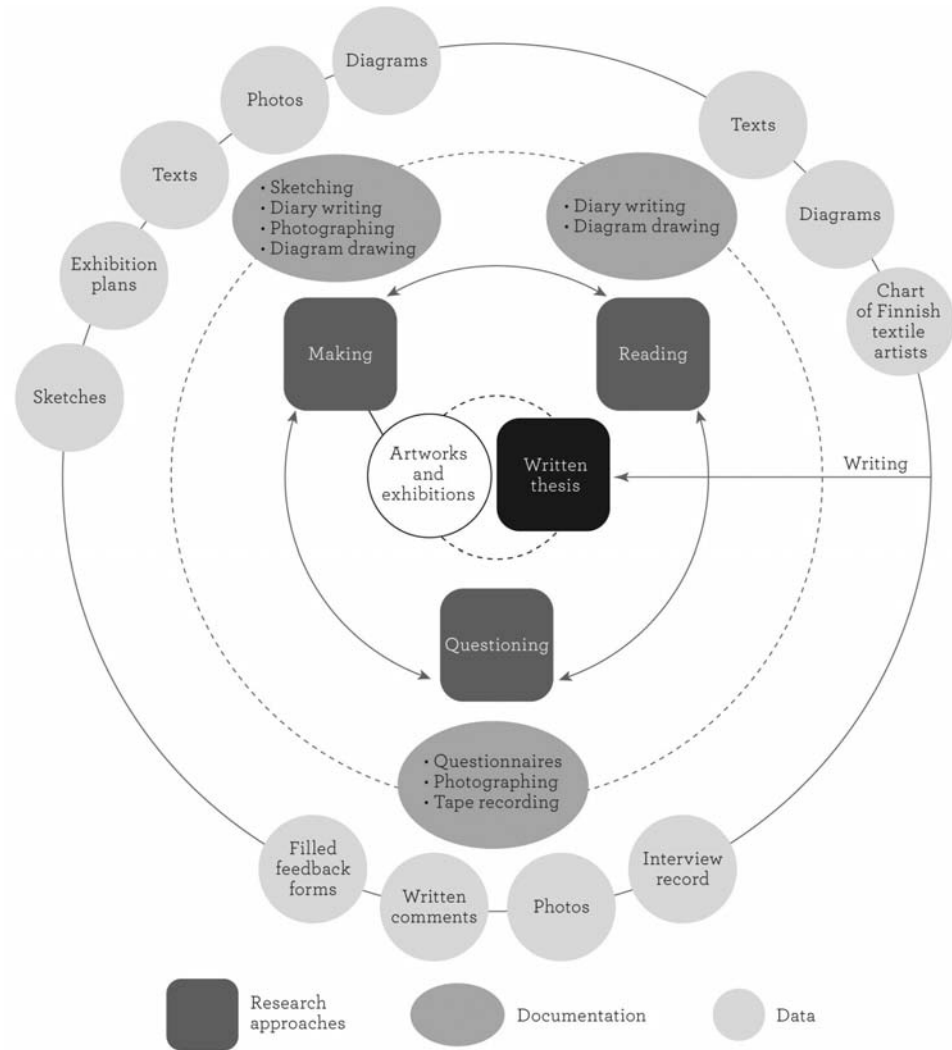 Diagrams
Photos
Texts
Exhibition
plans
Sketches
Texts
Diagrams
Chart
of Finnish
textile
artists
• Sketching
• Diary writing
• Photographing
• Diagram drawing
• Diary writing
• Diagram drawing
Making
Reading
Artworks
and
exhibitions
Written
thesis
Writing
Questioning
• Questionnaires
• Photographing
• Tape recording
Filled
feedback
forms
Written
comments
Photos
Interview
record
Research
approaches
Documentation
Data